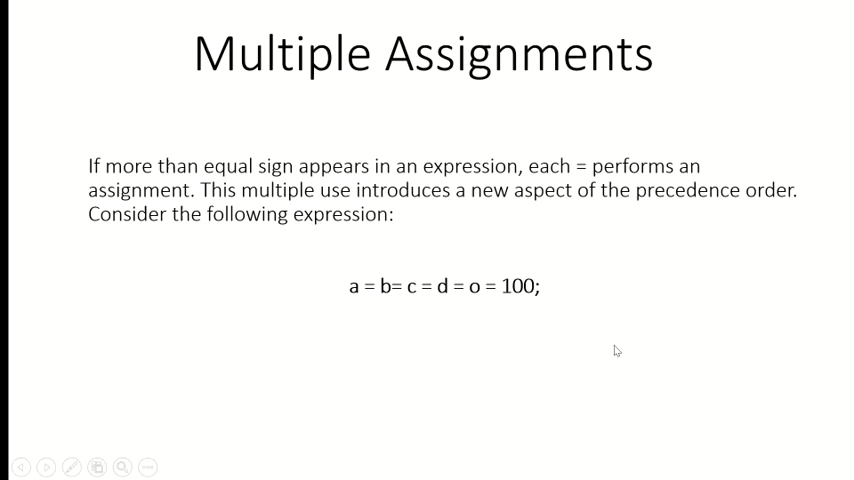 Multiple Assignments
If more than equal sign appears in an expression, each = performs an
assignment. This multiple use introduces a new aspect of the precedence order.
Consider the following expression:
a = b= c = d = o = 100;